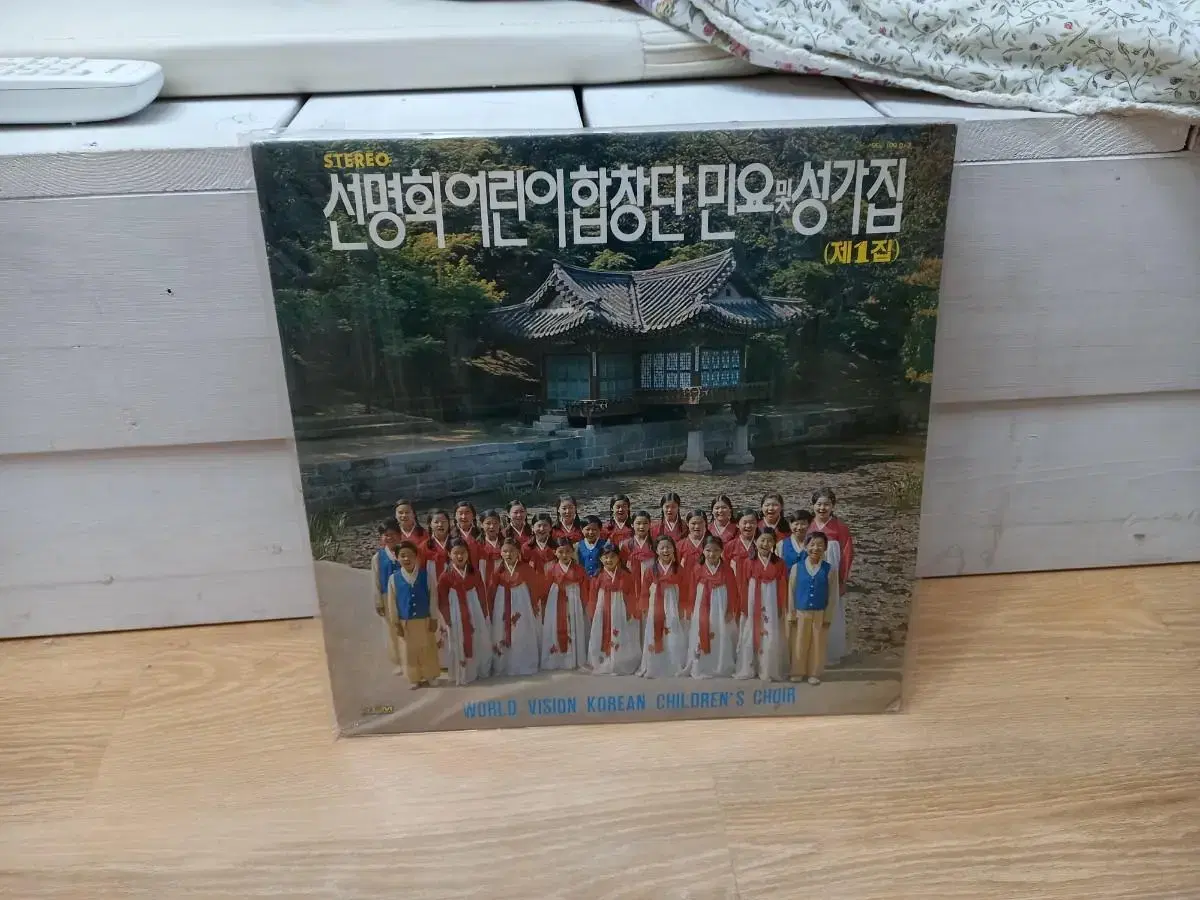 STEREO
선명회 어린이 합창단 민요 및 성가집
(제1집)
WORLD VISION KOREAN CHILDREN'S CHOIR